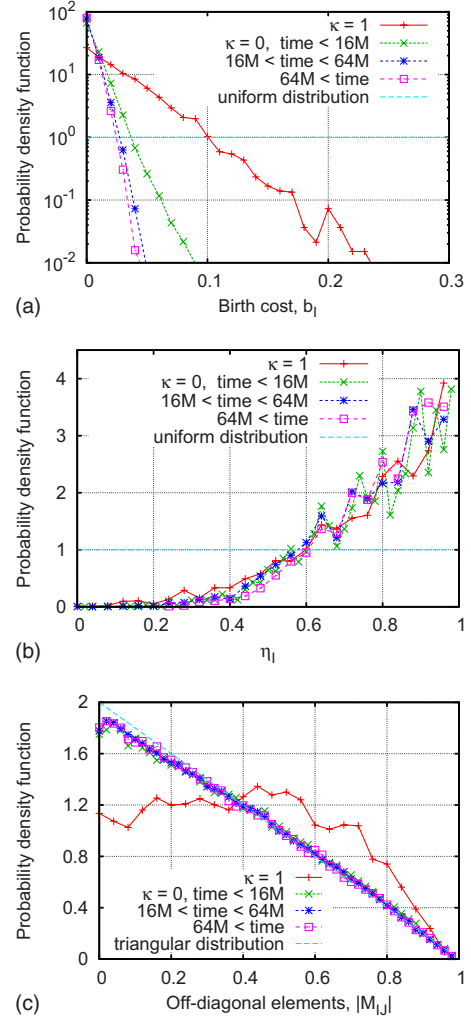 Probability density function
10^2
10^1
10^0
10^-1
10^-2
κ = 1
κ = 0, time < 16M
16M < time < 64M
64M < time
uniform distribution
0 0.1 0.2 0.3
(a) Birth cost, b_I
Probability density function
4
3
2
1
0
κ = 1
κ = 0, time < 16M
16M < time < 64M
64M < time
uniform distribution
0 0.2 0.4 0.6 0.8 1
(b) η_I
Probability density function
2
1.6
1.2
0.8
0.4
0
κ = 1
κ = 0, time < 16M
16M < time < 64M
64M < time
triangular distribution
0 0.2 0.4 0.6 0.8 1
(c) Off-diagonal elements, |M_IJ|